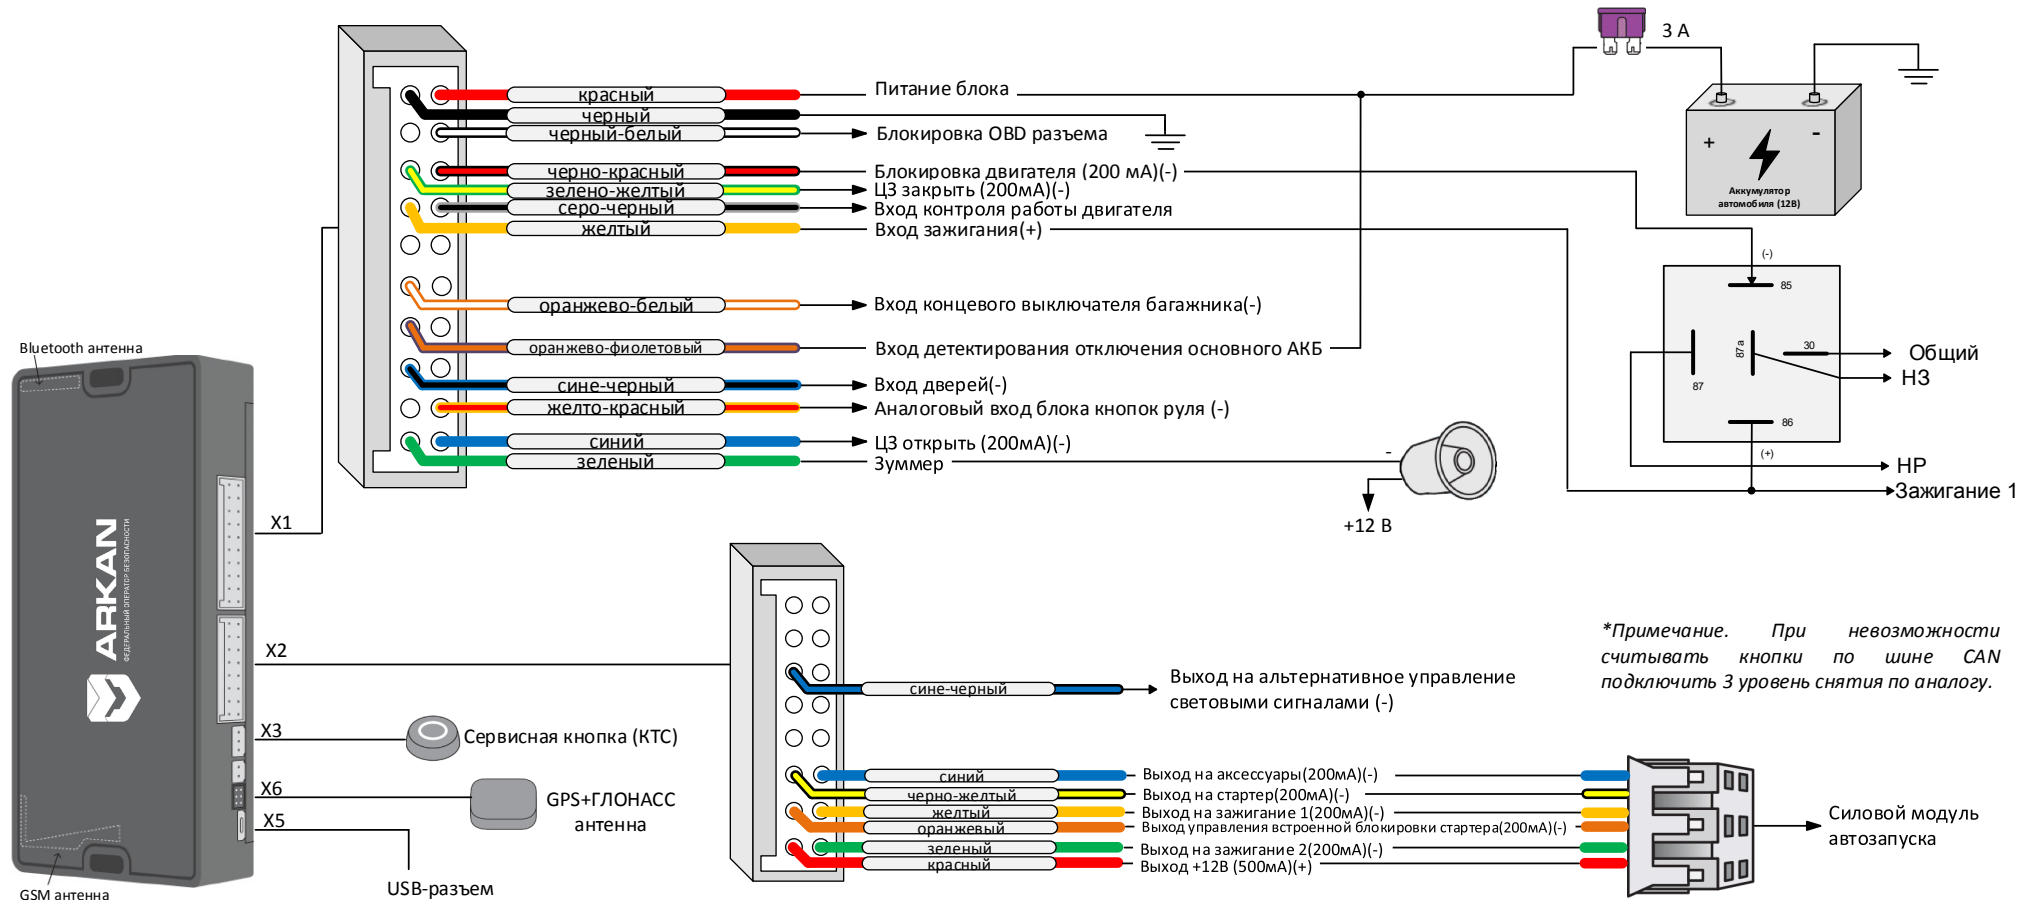 3 А
красный
Питание блока
черный
черный-белый
Блокировка OBD разъема
черно-красный
Блокировка двигателя (200 мА)(-)
зелено-желтый
ЦЗ закрыть (200мА)(-)
серо-черный
Вход контроля работы двигателя
желтый
Вход зажигания(+)
+
-
Аккумулятор
автомобиля (12В)
(-)
85
оранжево-белый
Вход концевого выключателя багажника(-)
оранжево-фиолетовый
Вход детектирования отключения основного АКБ
87а
30
Общий
НЗ
87
сине-черный
Вход дверей(-)
желто-красный
Аналоговый вход блока кнопок руля (-)
86
синий
ЦЗ открыть (200мА)(-)
зеленый
Зуммер
-
+12 В
(+)
НР
Зажигание 1
Bluetooth антенна
ARKAN
ФЕДЕРАЛЬНЫЙ ОПЕРАТОР БЕЗОПАСНОСТИ
GSM антенна
X1
X2
X3
Сервисная кнопка (КТС)
X6
GPS+ГЛОНАСС
антенна
X5
USB-разъем
*Примечание. При невозможности
считывать кнопки по шине CAN
подключить 3 уровень снятия по аналогу.
сине-черный
Выход на альтернативное управление
световыми сигналами (-)
синий
Выход на аксессуары(200мА)(-)
черно-желтый
Выход на стартер(200мА)(-)
желтый
Выход на зажигание 1(200мА)(-)
оранжевый
Выход управления встроенной блокировки стартера(200мА)(-)
зеленый
Выход на зажигание 2(200мА)(-)
красный
Выход +12В (500мА)(+)
Силовой модуль
автозапуска